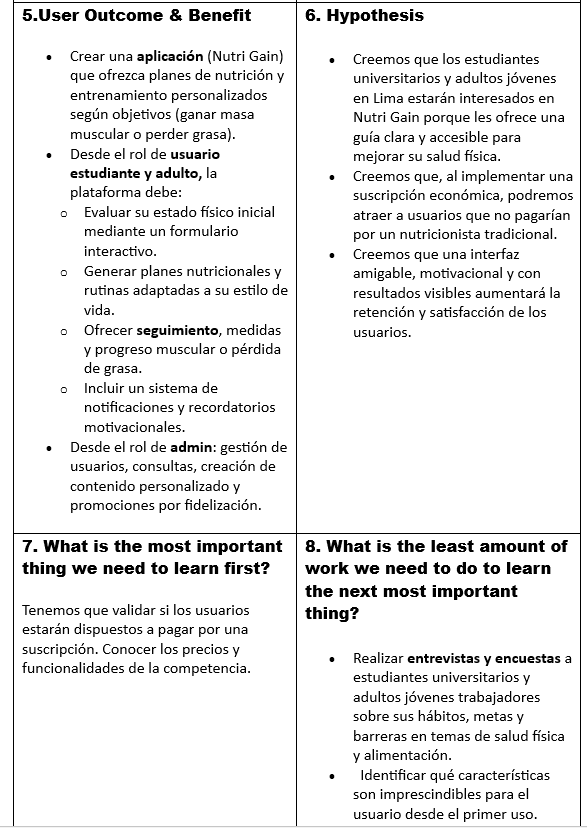 5.User Outcome & Benefit
• Crear una aplicación (Nutri Gain)
que ofrezca planes de nutrición y
entrenamiento personalizados
según objetivos (ganar masa
muscular o perder grasa).
• Desde el rol de usuario
estudiante y adulto, la
plataforma debe:
o Evaluar su estado físico inicial
mediante un formulario
interactivo.
o Generar planes nutricionales y
rutinas adaptadas a su estilo de
vida.
o Ofrecer seguimiento, medidas
y progreso muscular o pérdida
de grasa.
o Incluir un sistema de
notificaciones y recordatorios
motivacionales.
• Desde el rol de admin: gestión de
usuarios, consultas, creación de
contenido personalizado y
promociones por fidelización.
6. Hypothesis
• Creemos que los estudiantes
universitarios y adultos jóvenes
en Lima estarán interesados en
Nutri Gain porque les ofrece una
guía clara y accesible para
mejorar su salud física.
• Creemos que, al implementar una
suscripción económica, podremos
atraer a usuarios que no pagarían
por un nutricionista tradicional.
• Creemos que una interfaz
amigable, motivacional y con
resultados visibles aumentará la
retención y satisfacción de los
usuarios.
7. What is the most important
thing we need to learn first?
Tenemos que validar si los usuarios
estarán dispuestos a pagar por una
suscripción. Conocer los precios y
funcionalidades de la competencia.
8. What is the least amount of
work we need to do to learn
the next most important
thing?
• Realizar entrevistas y encuestas a
estudiantes universitarios y
adultos jóvenes trabajadores
sobre sus hábitos, metas y
barreras en temas de salud física
y alimentación.
• Identificar qué características
son imprescindibles para el
usuario desde el primer uso.